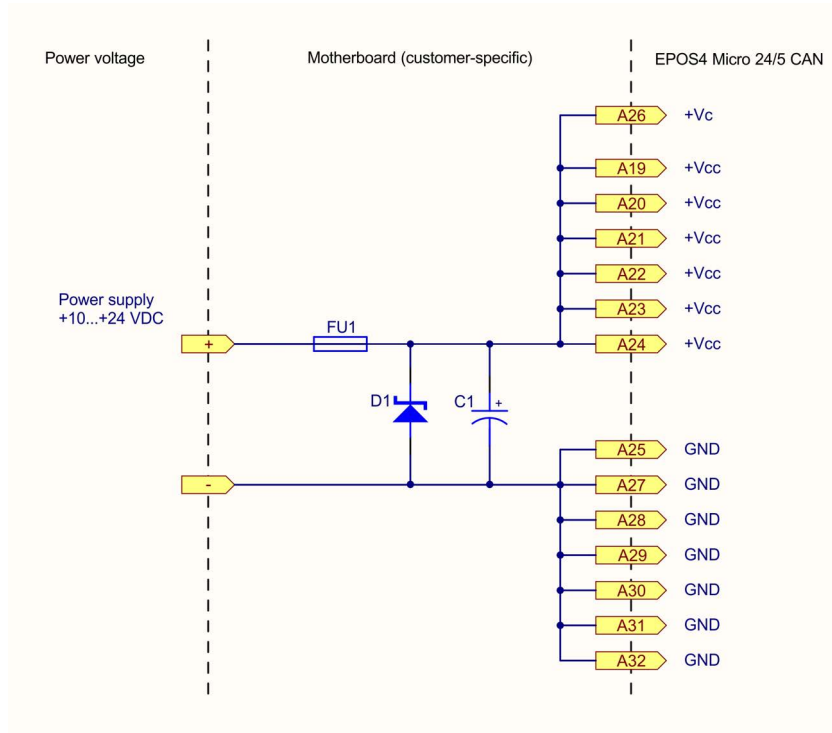 Power voltage
Motherboard (customer-specific)
EPOS4 Micro 24/5 CAN
A26 +Vc
A19 +Vcc
A20 +Vcc
A21 +Vcc
A22 +Vcc
Power supply
+10...+24 VDC
A23 +Vcc
+
FU1
A24 +Vcc
D1
C1 +
A25 GND
-
A27 GND
A28 GND
A29 GND
A30 GND
A31 GND
A32 GND